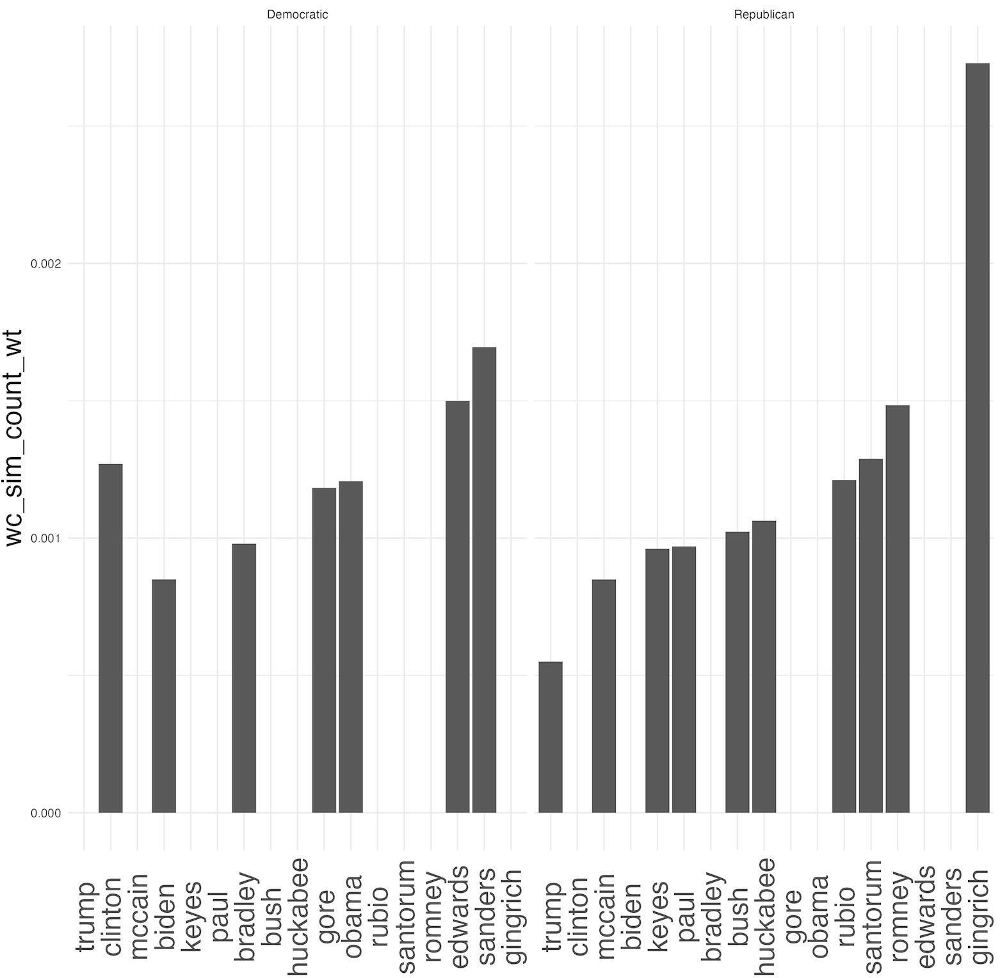 Democratic
Republican
wc_sim_count_wt
0.002
0.001
0.000
trump
clinton
mccain
biden
keyes
paul
bradley
bush
huckabee
gore
obama
rubio
santorum
romney
edwards
sanders
gingrich
trump
clinton
mccain
biden
keyes
paul
bradley
bush
huckabee
gore
obama
rubio
santorum
romney
edwards
sanders
gingrich